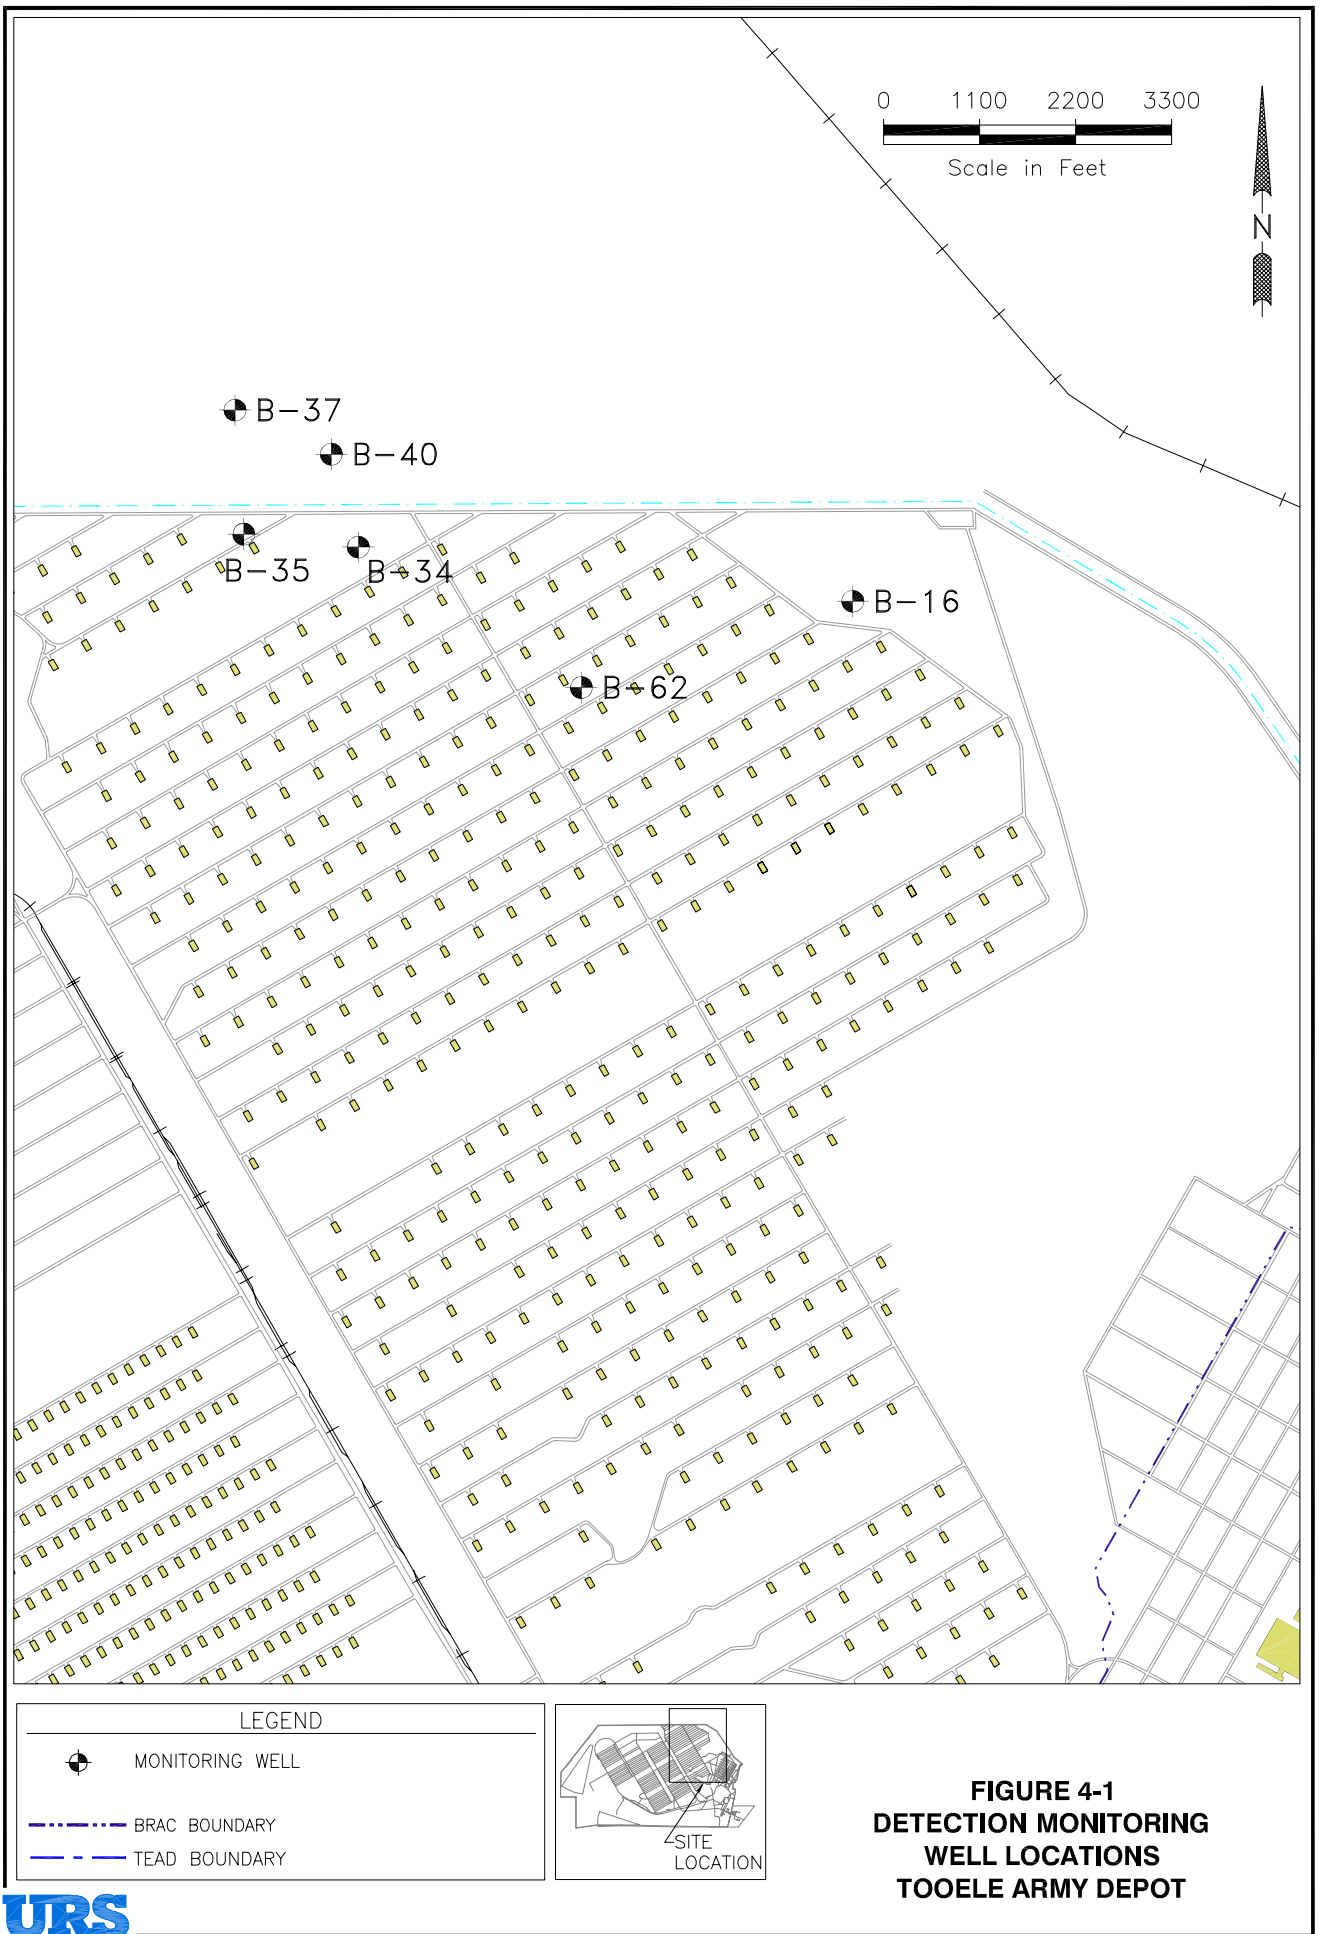 0 1100 2200 3300
Scale in Feet
N
B-37
B-40
B-35
B-34
B-16
B-62
LEGEND
MONITORING WELL
BRAC BOUNDARY
TEAD BOUNDARY
SITE
LOCATION
FIGURE 4-1
DETECTION MONITORING
WELL LOCATIONS
TOOELE ARMY DEPOT
URS